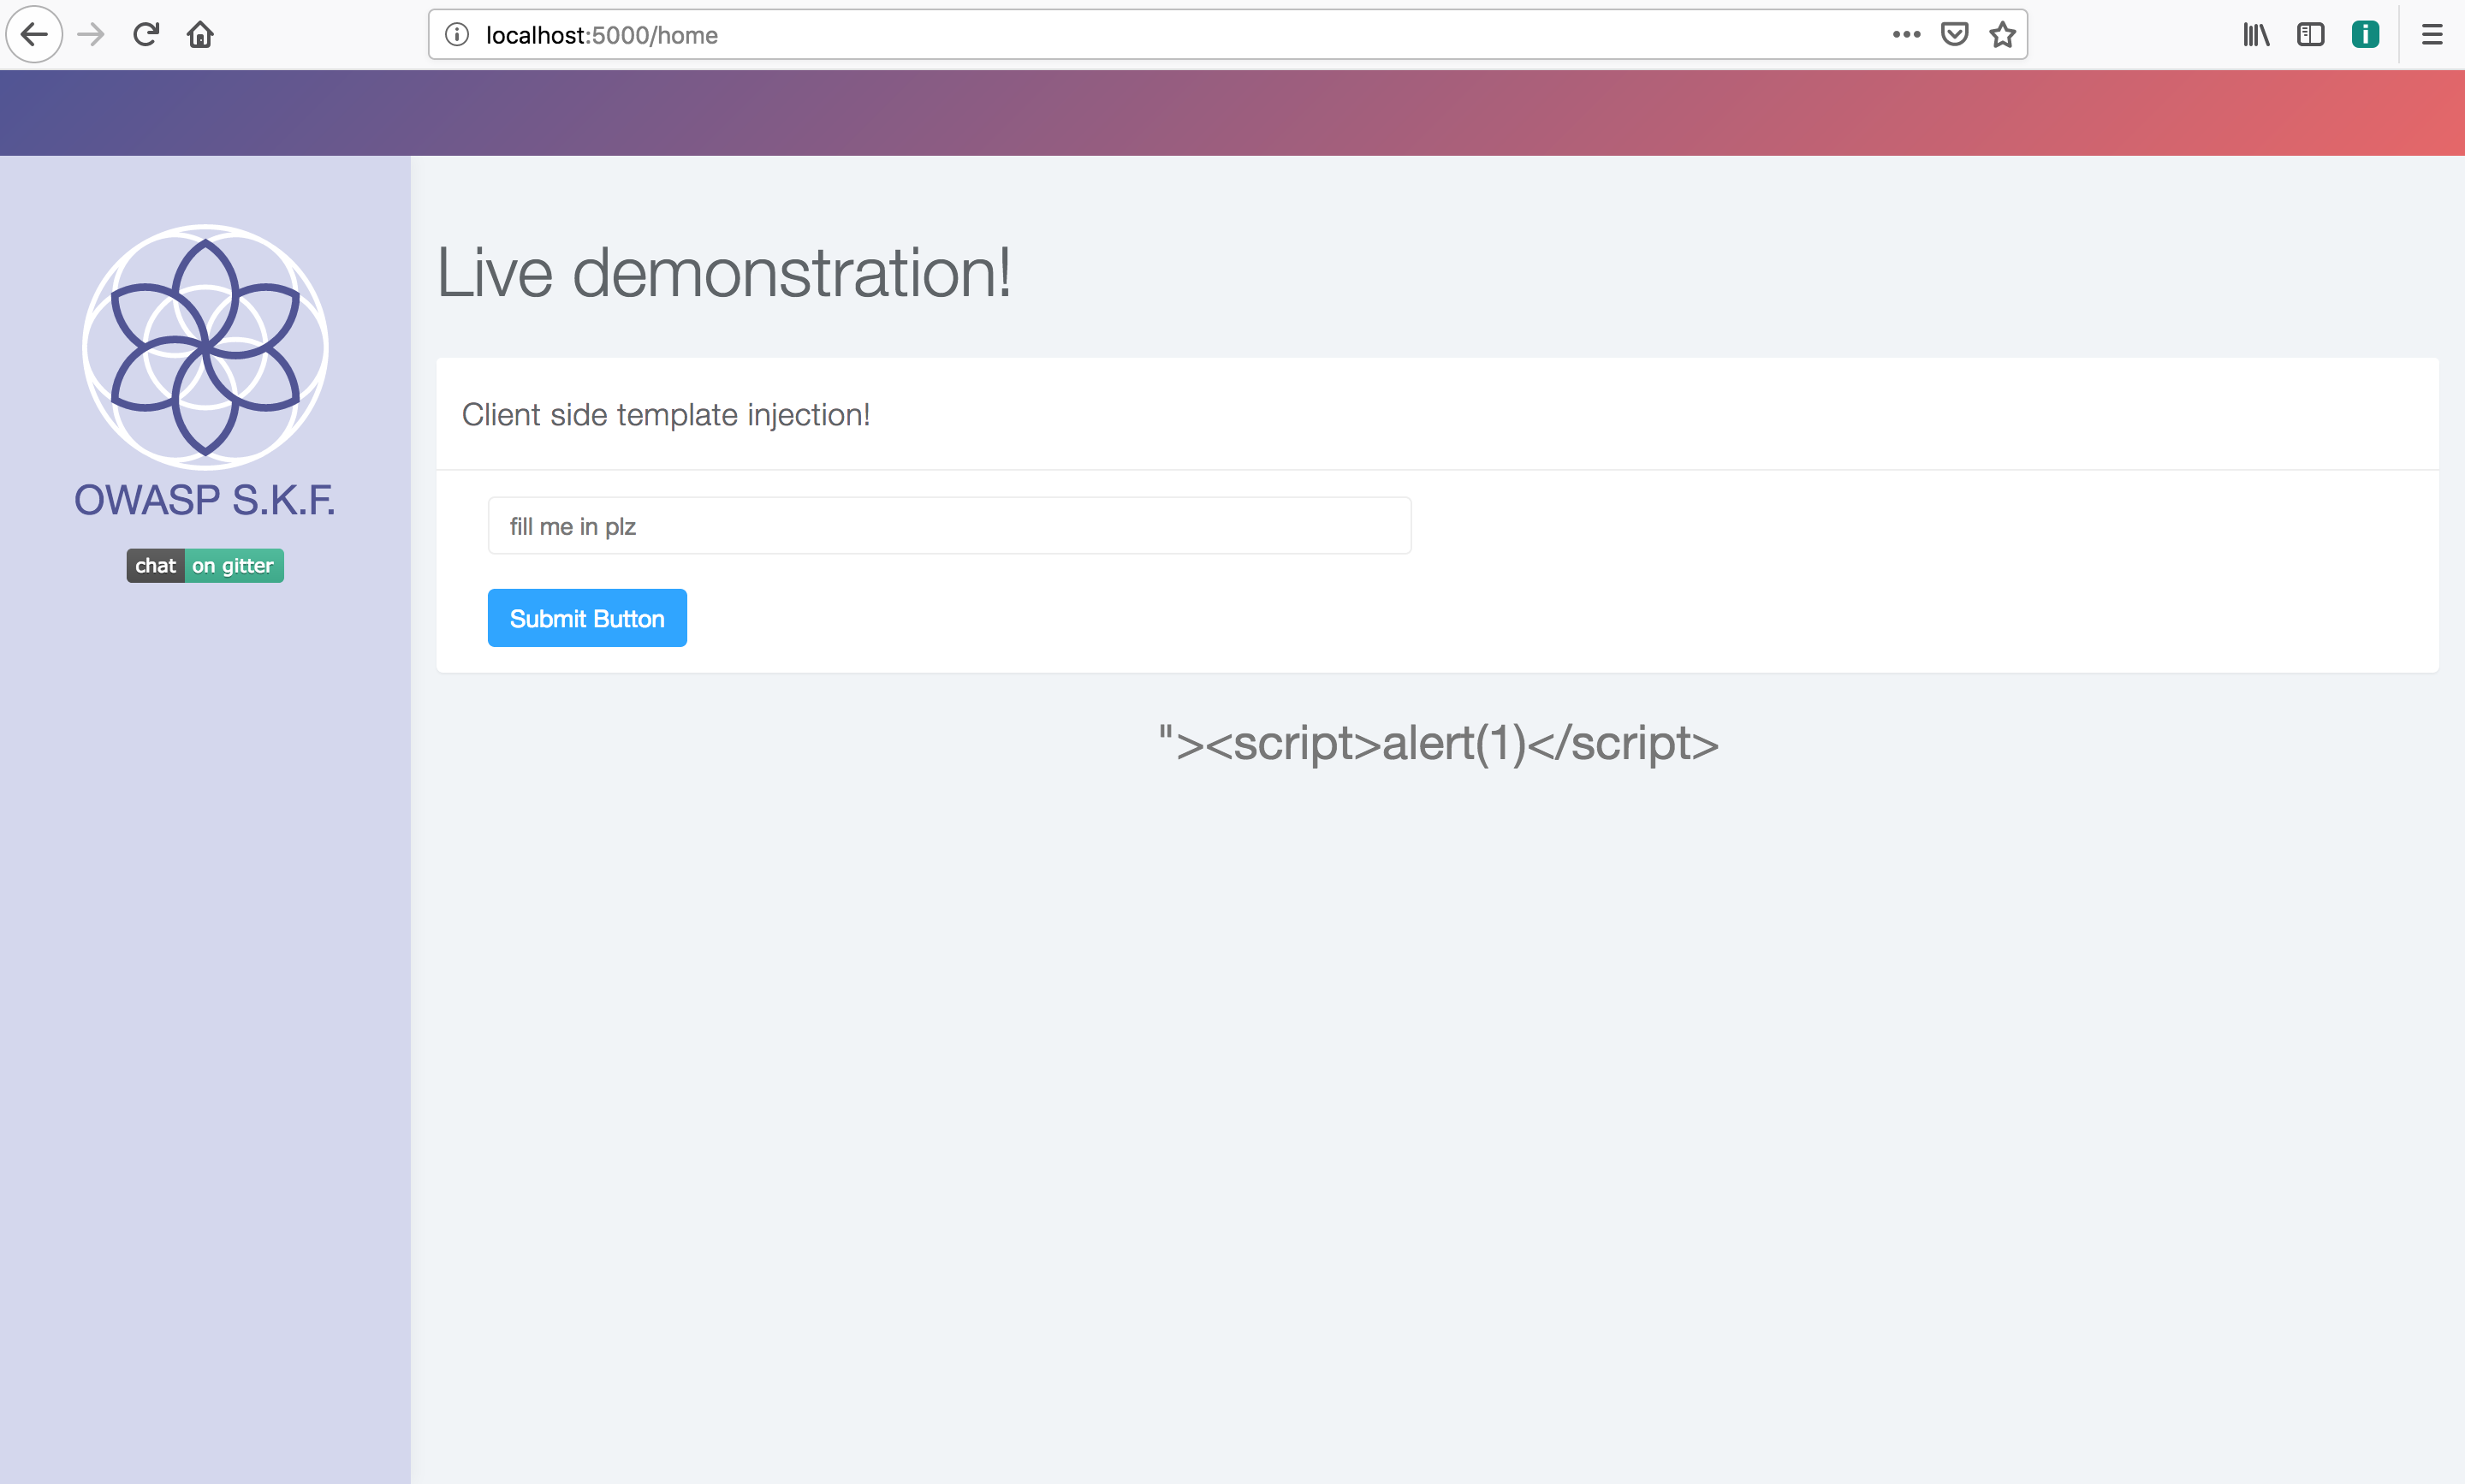 localhost:5000/home
OWASP S.K.F.
chat on gitter
Live demonstration!
Client side template injection!
fill me in plz
Submit Button
"><script>alert(1)</script>